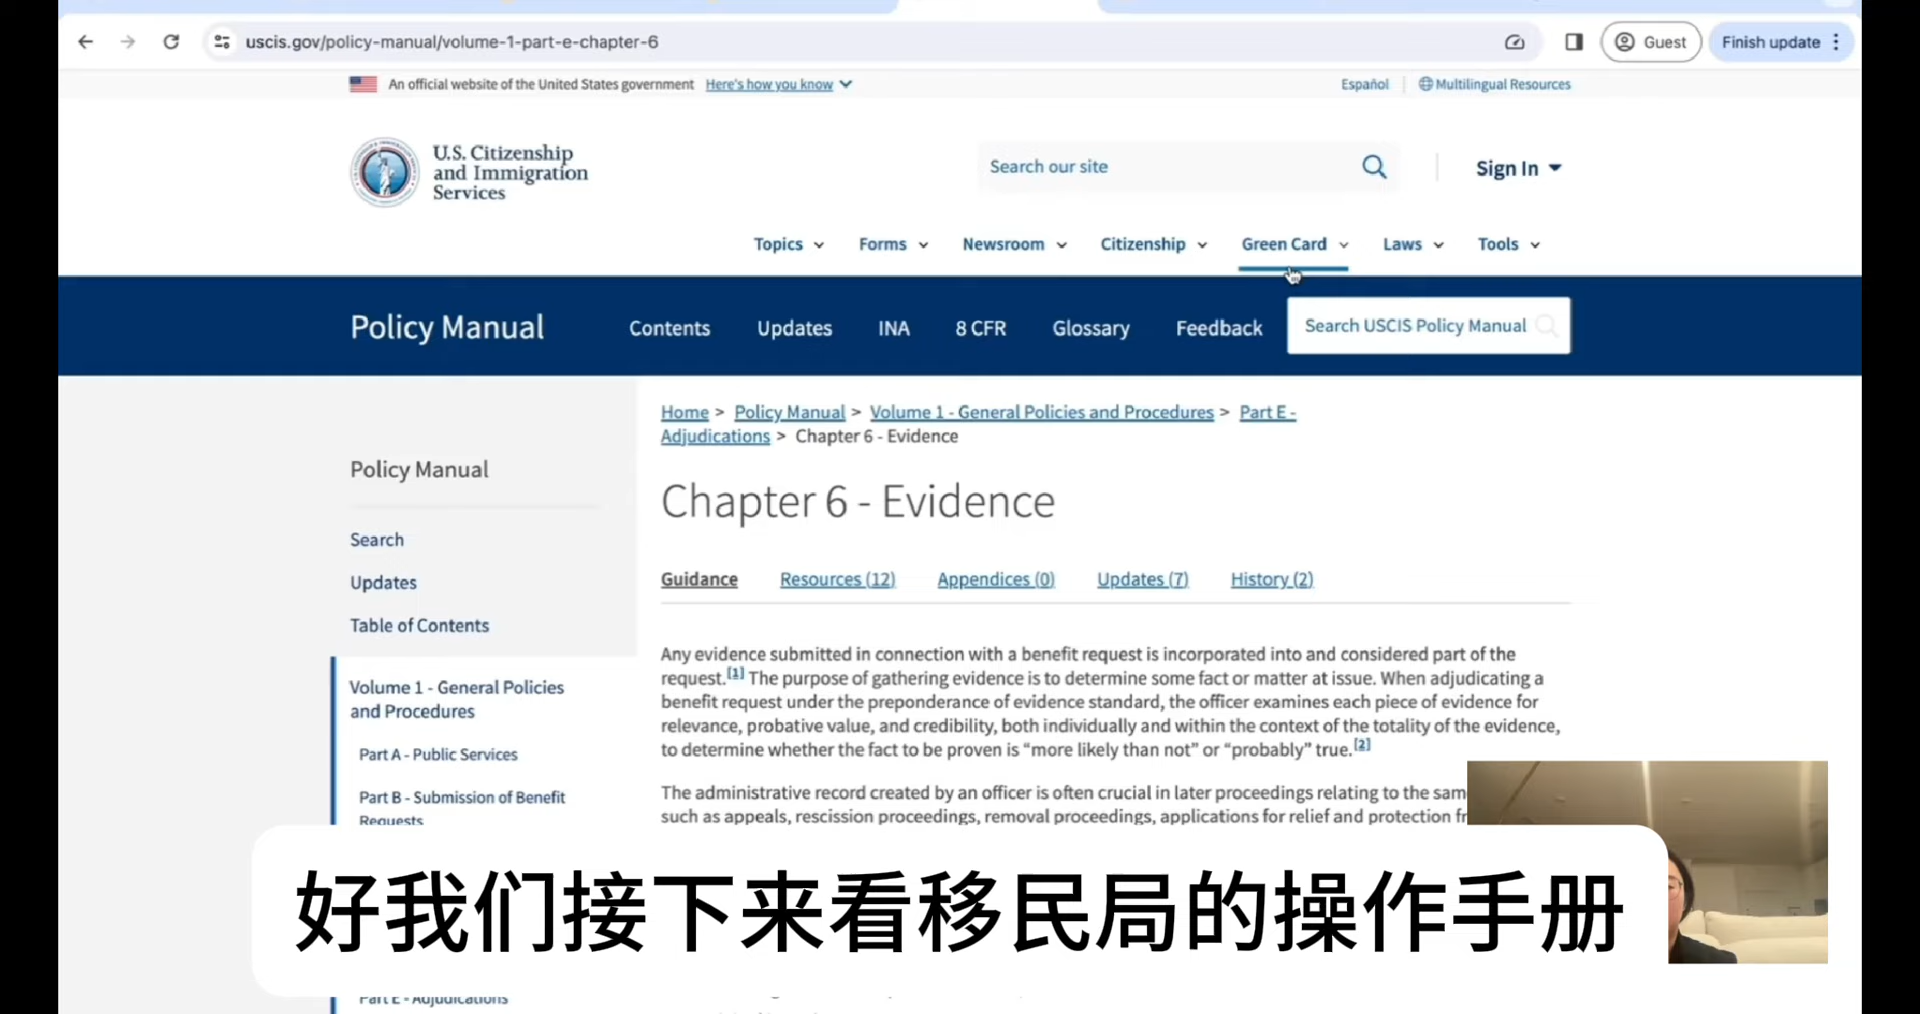 uscis.gov/policy-manual/volume-1-part-e-chapter-6
Guest
Finish update
An official website of the United States government Here's how you know
Español
Multilingual Resources
U.S. Citizenship
and Immigration
Services
Search our site
Sign In
Topics
Forms
Newsroom
Citizenship
Green Card
Laws
Tools
Policy Manual
Contents
Updates
INA
8 CFR
Glossary
Feedback
Search USCIS Policy Manual
Home > Policy Manual > Volume 1 - General Policies and Procedures > Part E -
Adjudications > Chapter 6 - Evidence
Policy Manual
Search
Updates
Table of Contents
Volume 1 - General Policies
and Procedures
Part A - Public Services
Part B - Submission of Benefit
Requests
Part E - Adjudications
Chapter 6 - Evidence
Guidance
Resources (12)
Appendices (0)
Updates (7)
History (2)
Any evidence submitted in connection with a benefit request is incorporated into and considered part of the
request.[1] The purpose of gathering evidence is to determine some fact or matter at issue. When adjudicating a
benefit request under the preponderance of evidence standard, the officer examines each piece of evidence for
relevance, probative value, and credibility, both individually and within the context of the totality of the evidence,
to determine whether the fact to be proven is “more likely than not” or “probably” true.[2]
The administrative record created by an officer is often crucial in later proceedings relating to the sam
such as appeals, rescission proceedings, removal proceedings, applications for relief and protection fr
好我们接下来看移民局的操作手册